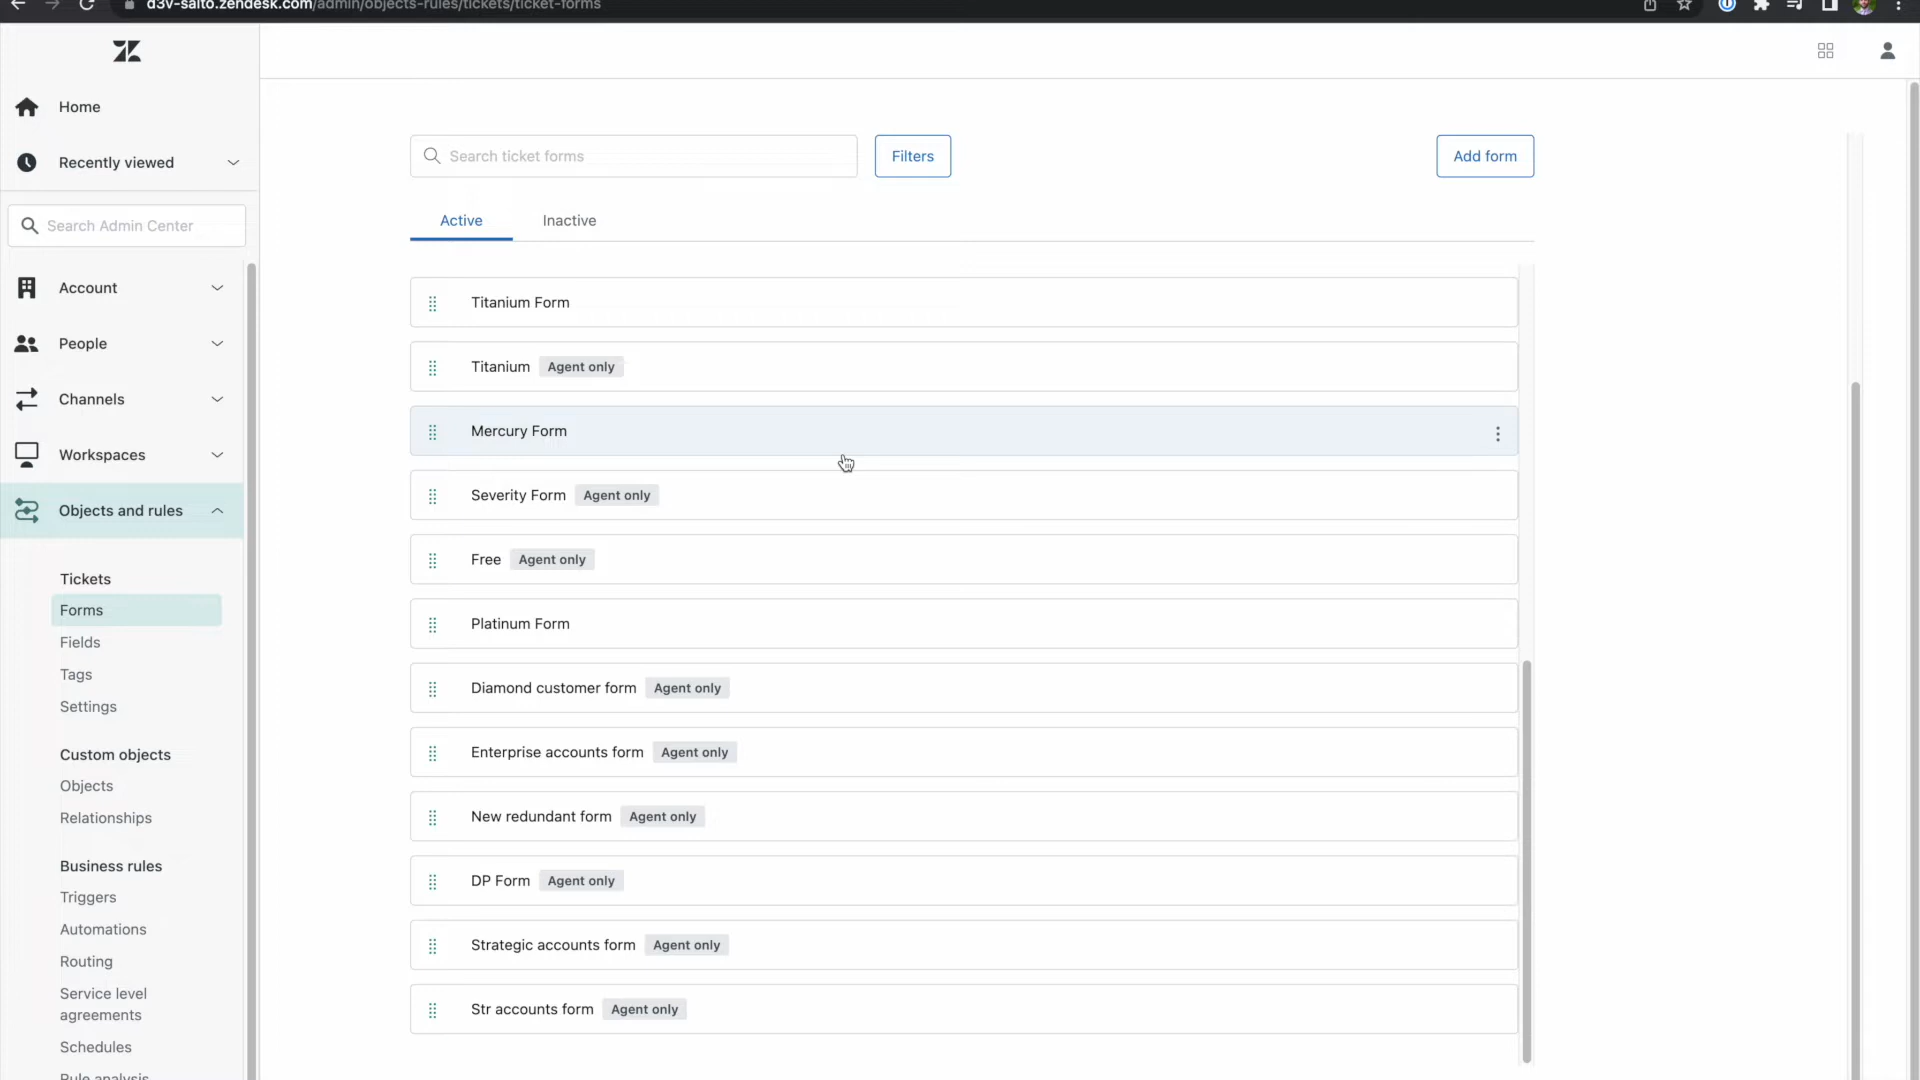 d3v-salto.zendesk.com/admin/objects-rules/tickets/ticket-forms
Home
Recently viewed
Search Admin Center
Account
People
Channels
Workspaces
Objects and rules
Tickets
Forms
Fields
Tags
Settings
Custom objects
Objects
Relationships
Business rules
Triggers
Automations
Routing
Service level
agreements
Schedules
Rule analysis
Search ticket forms
Filters
Add form
Active
Inactive
Titanium Form
Titanium Agent only
Mercury Form
Severity Form Agent only
Free Agent only
Platinum Form
Diamond customer form Agent only
Enterprise accounts form Agent only
New redundant form Agent only
DP Form Agent only
Strategic accounts form Agent only
Str accounts form Agent only